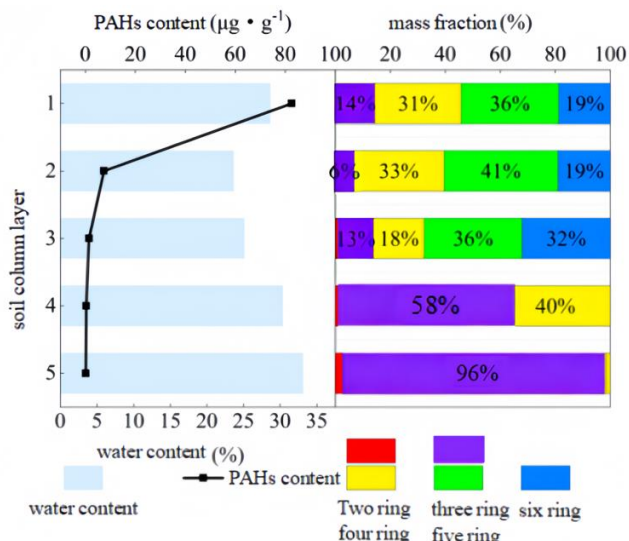 PAHs content (μg·g⁻¹) mass fraction (%)
0 20 40 60 80 100 20 40 60 80 100
soil column layer
1 14% 31% 36% 19%
2 6% 33% 41% 19%
3 13% 18% 36% 32%
4 58% 40%
5 96%
0 5 10 15 20 25 30 35
water content (%)
PAHs content
water content
Two ring three ring six ring
four ring five ring